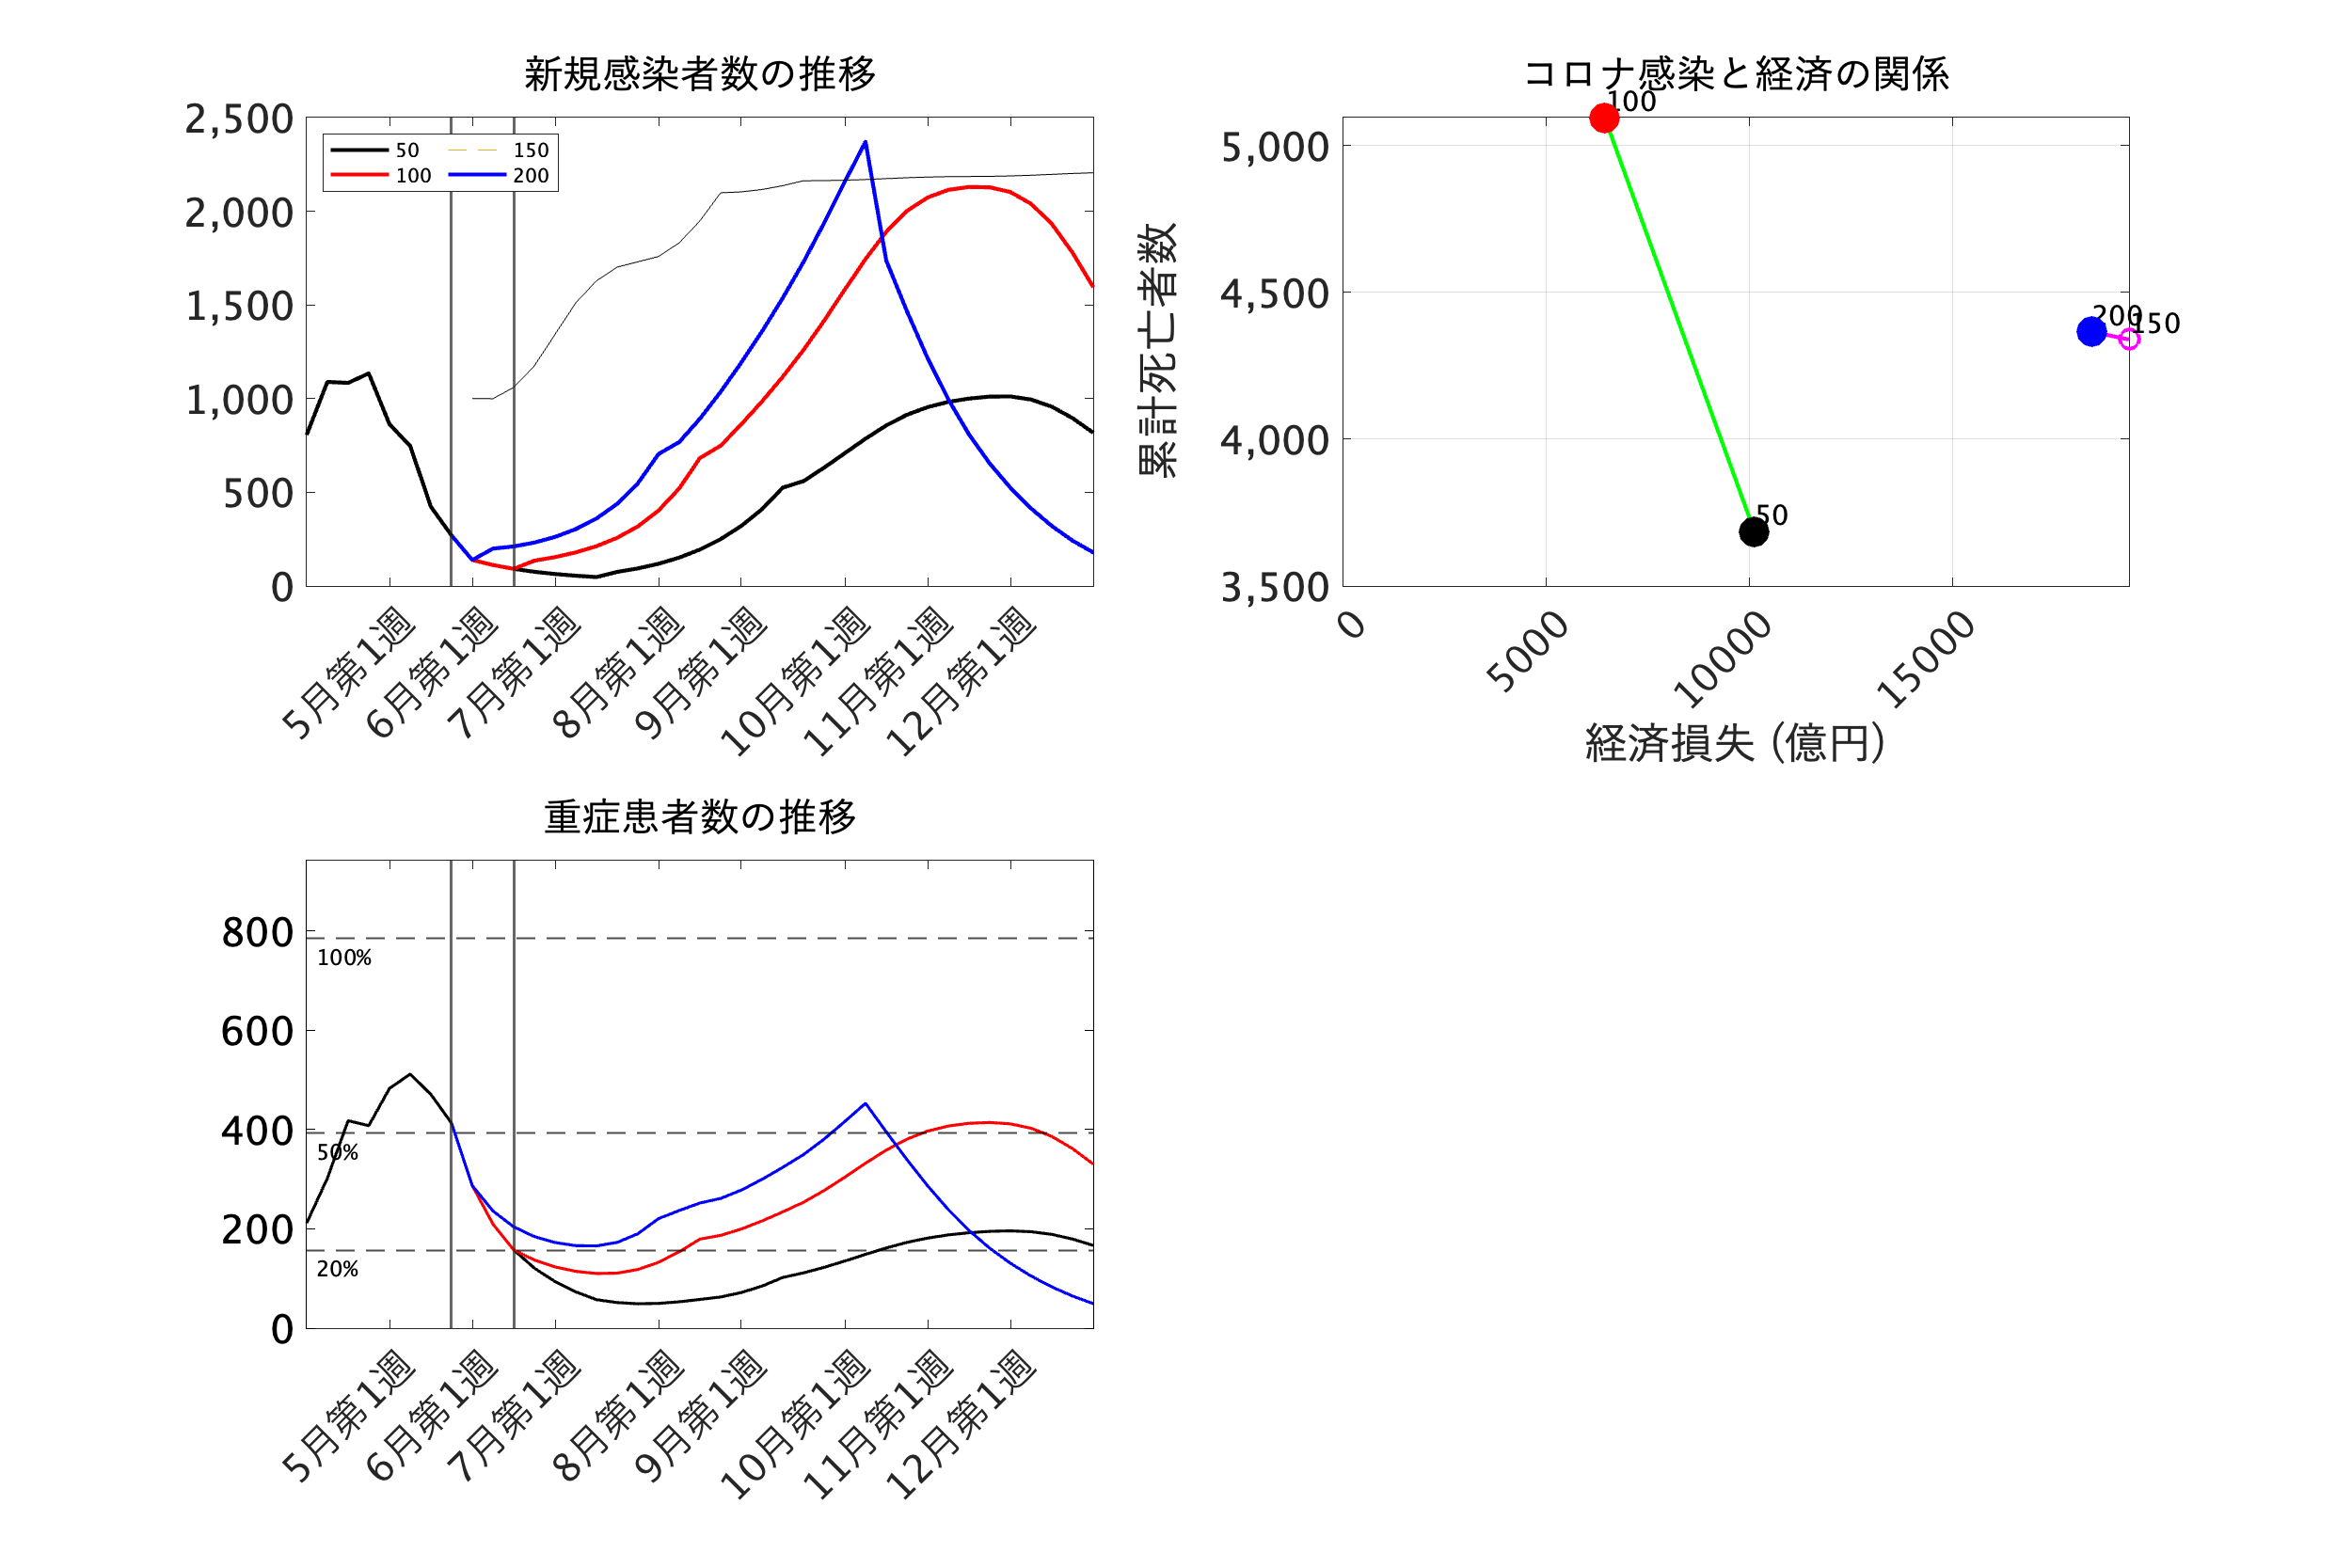 新規感染者数の推移
2,500
2,000
1,500
1,000
500
0
50
150
100
200
5月第1週
6月第1週
7月第1週
8月第1週
9月第1週
10月第1週
11月第1週
12月第1週
コロナ感染と経済の関係
累計死亡者数
5,000
4,500
4,000
3,500
100
200
150
50
0
5000
10000
15000
経済損失 (億円)
重症患者数の推移
800
600
400
200
0
100%
50%
20%
5月第1週
6月第1週
7月第1週
8月第1週
9月第1週
10月第1週
11月第1週
12月第1週